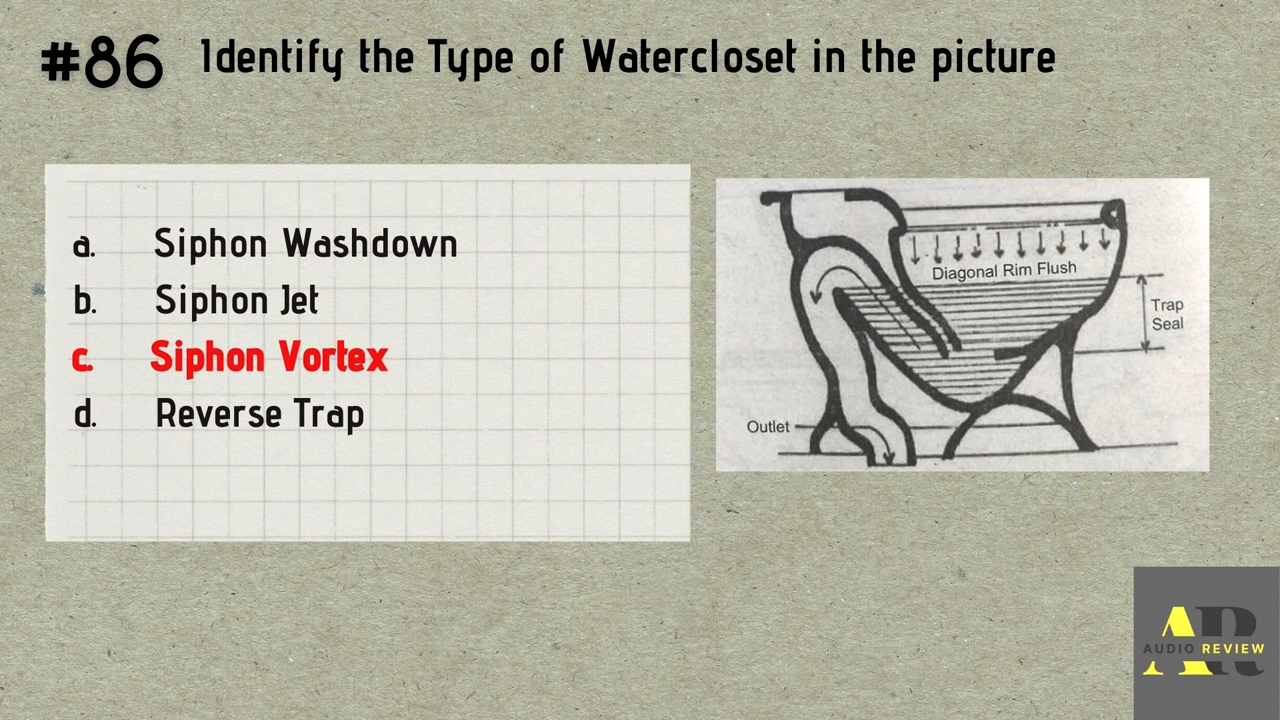 #86 Identify the Type of Watercloset in the picture
a. Siphon Washdown
b. Siphon Jet
c. Siphon Vortex
d. Reverse Trap
Diagonal Rim Flush
Trap
Seal
Outlet
AR
AUDIO REVIEW